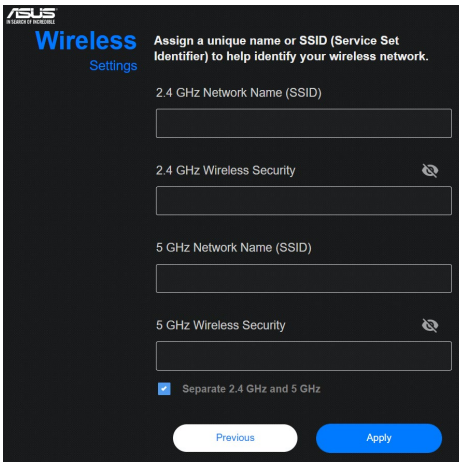 ASUS
IN SEARCH OF INCREDIBLE
Wireless
Settings
Assign a unique name or SSID (Service Set
Identifier) to help identify your wireless network.
2.4 GHz Network Name (SSID)
2.4 GHz Wireless Security
5 GHz Network Name (SSID)
5 GHz Wireless Security
Separate 2.4 GHz and 5 GHz
Previous
Apply